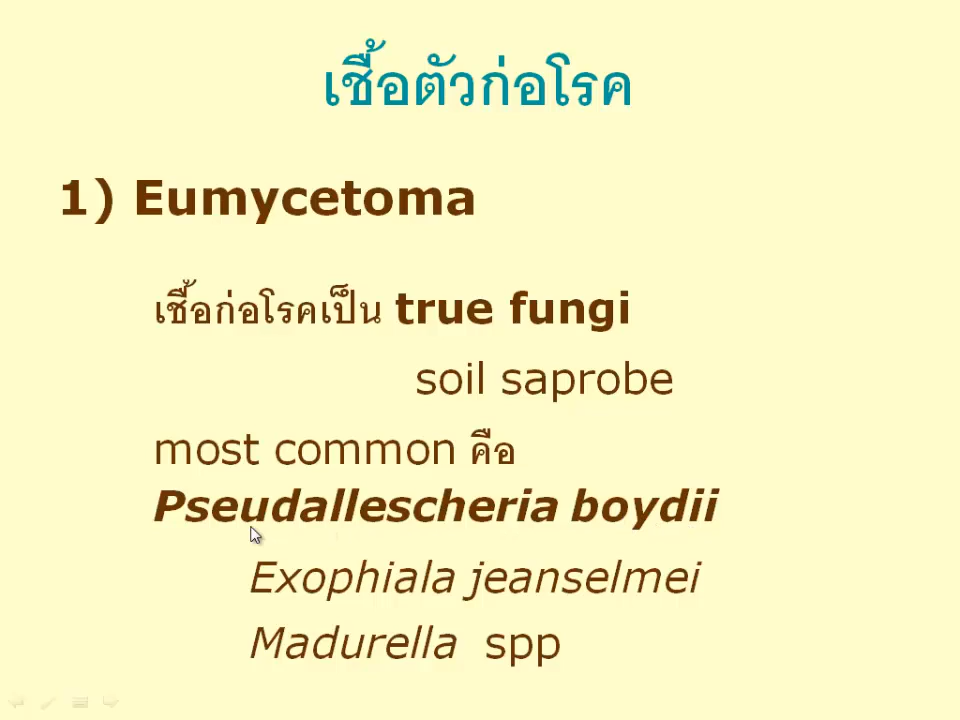 เชื้อตัวก่อโรค
1) Eumycetoma
เชื้อก่อโรคเป็น true fungi
soil saprobe
most common คือ
Pseudallescheria boydii
Exophiala jeanselmei
Madurella spp